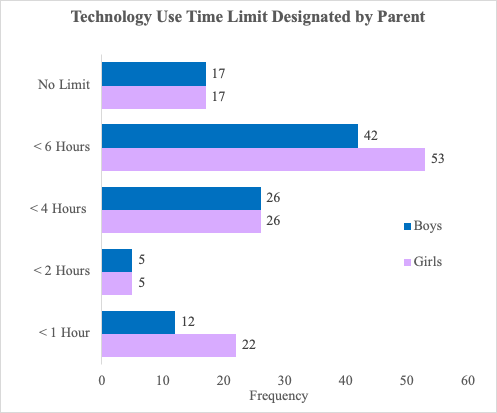 Technology Use Time Limit Designated by Parent
No Limit
17
17
< 6 Hours
42
53
< 4 Hours
26
26
Boys
Girls
< 2 Hours
5
5
< 1 Hour
12
22
0 10 20 30 40 50 60
Frequency